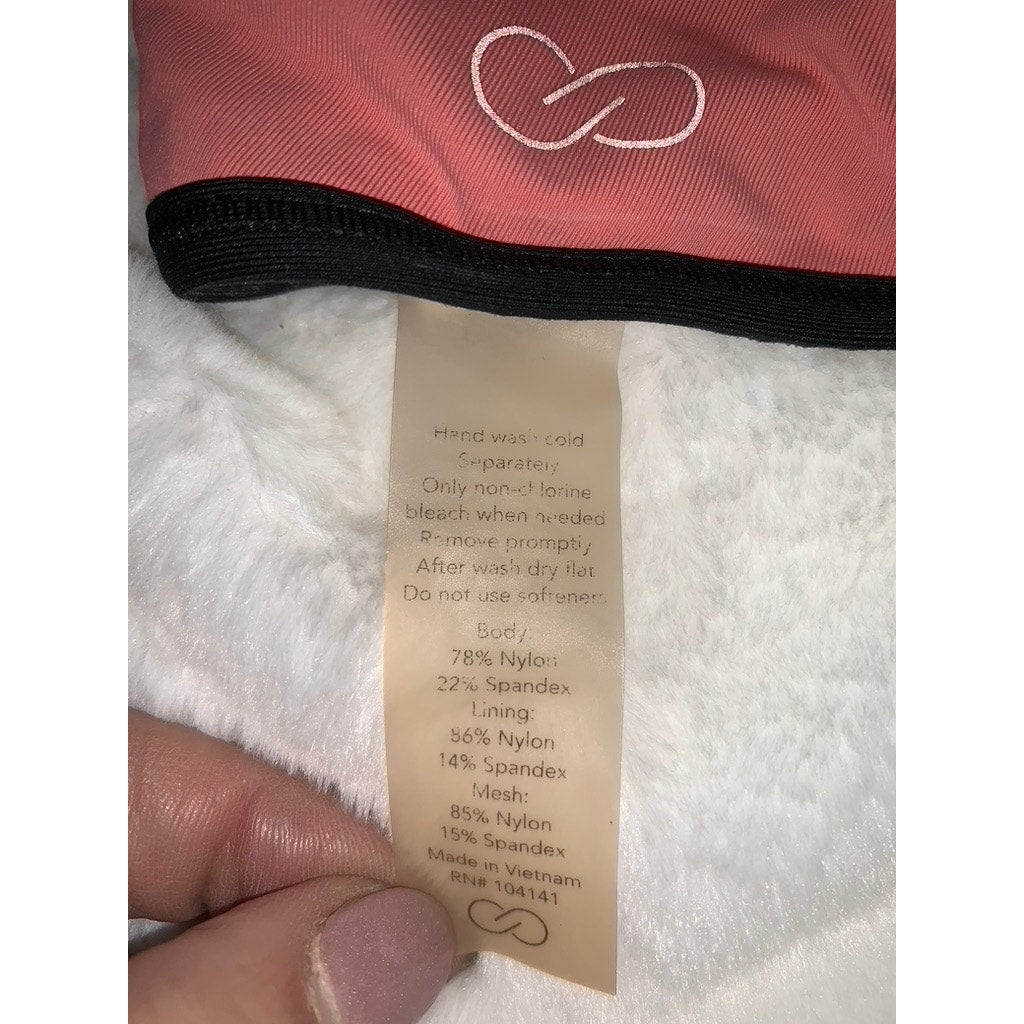 Hand wash cold
Separately
Only non-chlorine
bleach when needed
Remove promptly
After wash dry flat
Do not use softeners
Body:
78% Nylon
22% Spandex
Lining:
86% Nylon
14% Spandex
Mesh:
85% Nylon
15% Spandex
Made in Vietnam
RN# 104141